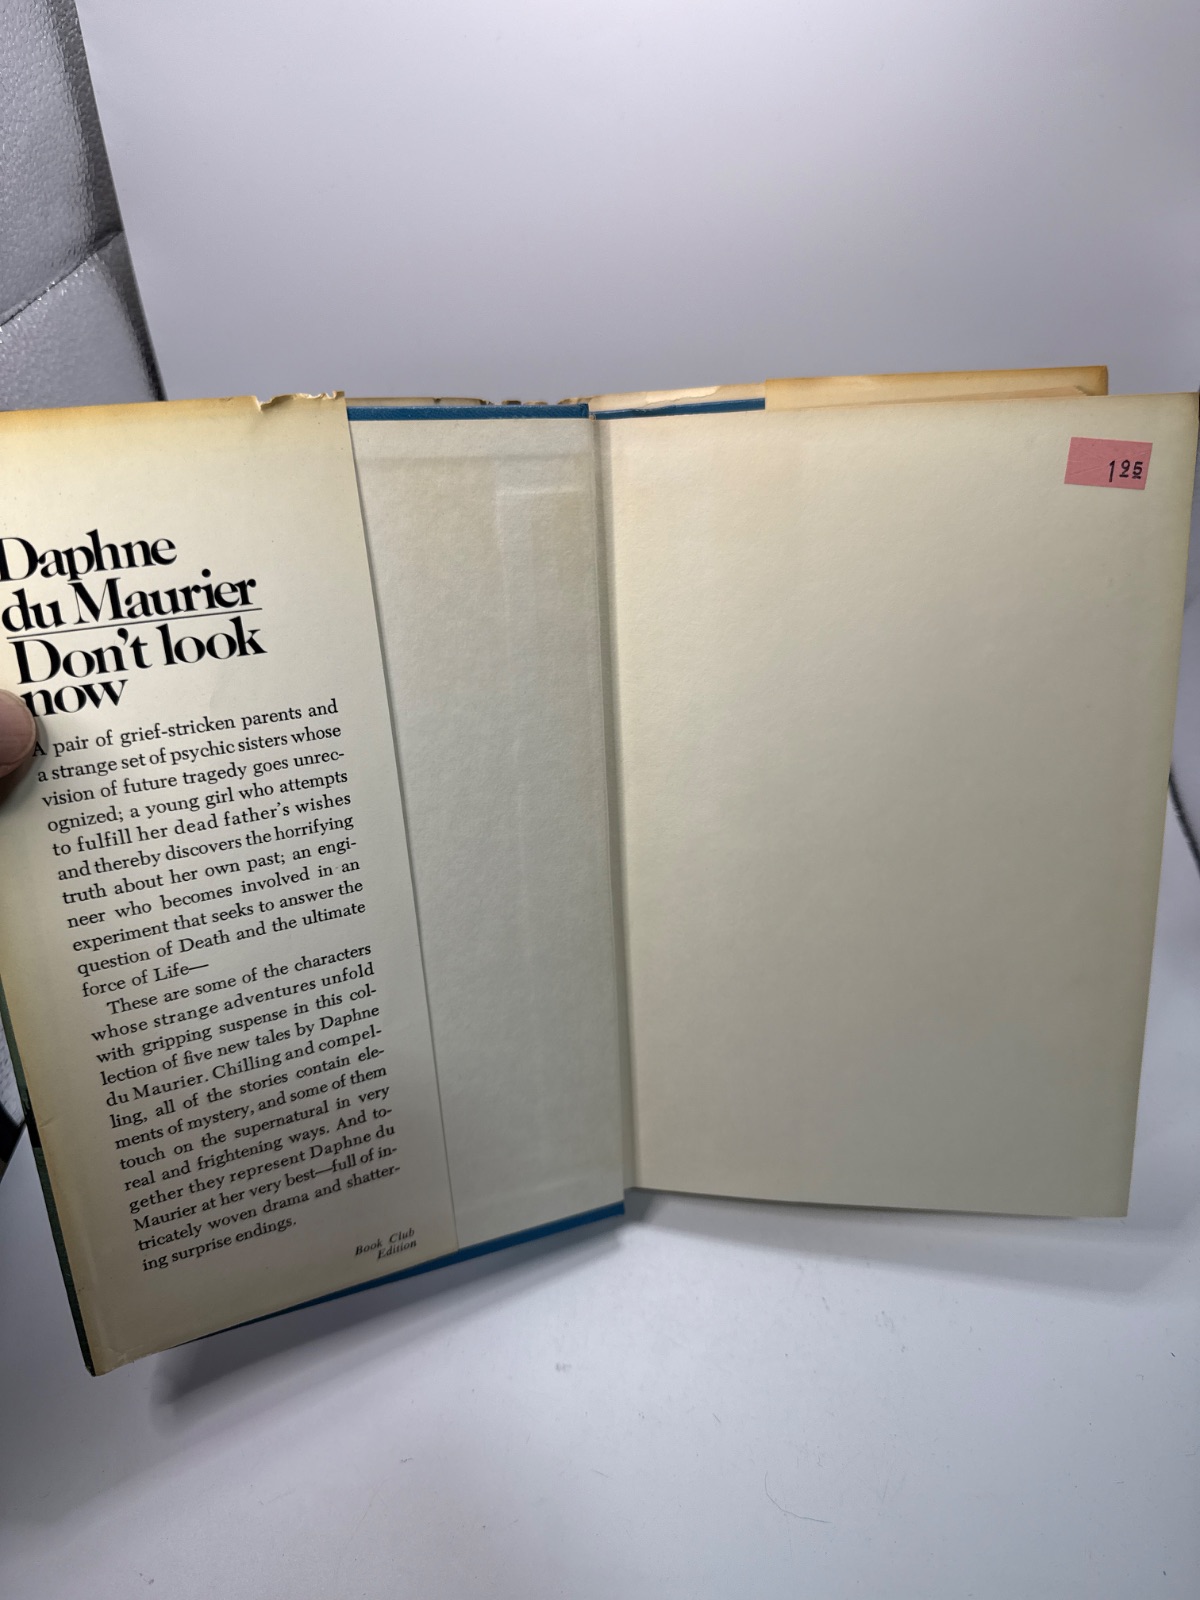 Daphne
du Maurier
Don't look
now
A pair of grief-stricken parents and
a strange set of psychic sisters whose
vision of future tragedy goes unrec-
ognized; a young girl who attempts
to fulfill her dead father's wishes
and thereby discovers the horrifying
truth about her own past; an engi-
neer who becomes involved in an
experiment that seeks to answer the
question of Death and the ultimate
force of Life—
These are some of the characters
whose strange adventures unfold
with gripping suspense in this col-
lection of five new tales by Daphne
du Maurier. Chilling and compel-
ling, all of the stories contain ele-
ments of mystery, and some of them
touch on the supernatural in very
real and frightening ways. And to-
gether they represent Daphne du
Maurier at her very best—full of in-
tricately woven drama and shatter-
ing surprise endings.
Book Club
Edition
1 25